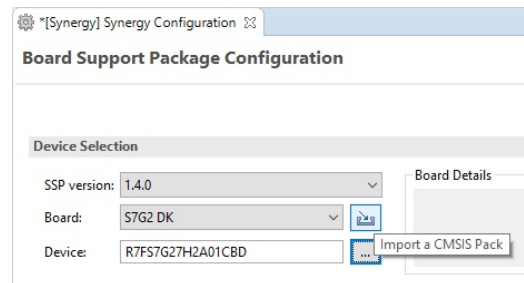 *[Synergy] Synergy Configuration
Board Support Package Configuration
Device Selection
SSP version: 1.4.0
Board Details
Board: S7G2 DK
Import a CMSIS Pack
Device: R7FS7G27H2A01CBD ...